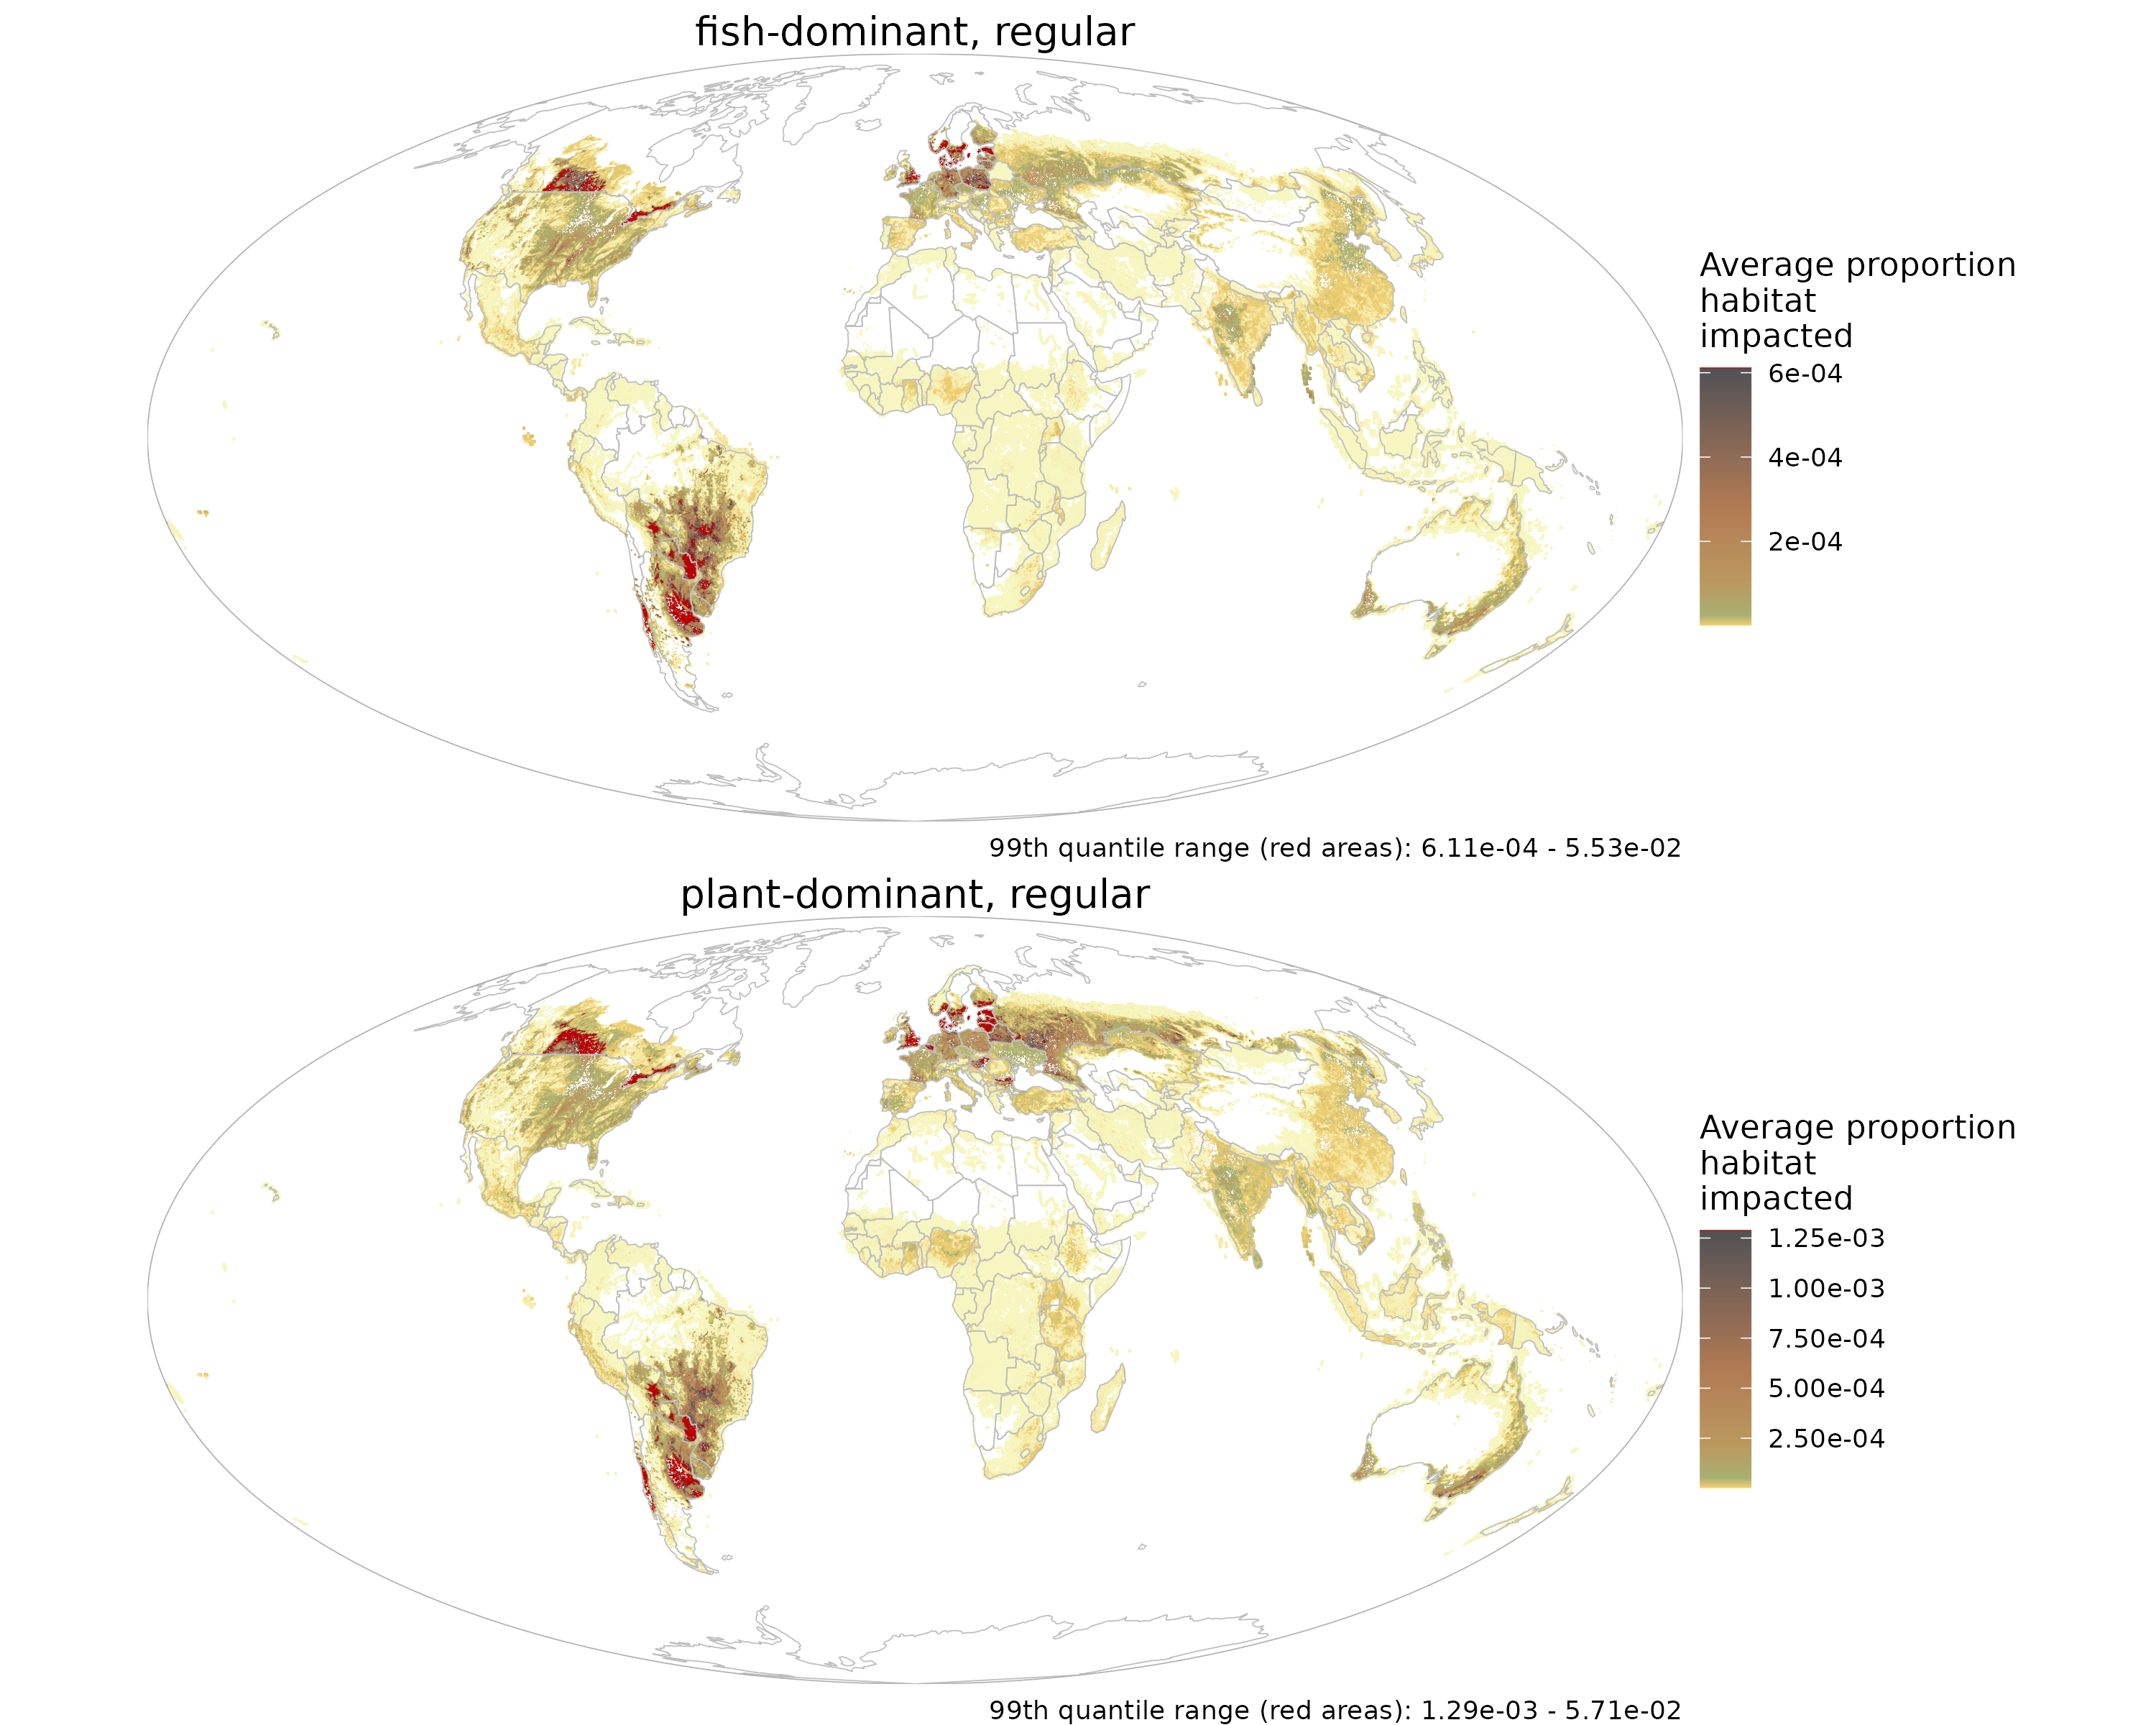 fish-dominant, regular
Average proportion
habitat
impacted
6e-04
4e-04
2e-04
99th quantile range (red areas): 6.11e-04 - 5.53e-02
plant-dominant, regular
Average proportion
habitat
impacted
1.25e-03
1.00e-03
7.50e-04
5.00e-04
2.50e-04
99th quantile range (red areas): 1.29e-03 - 5.71e-02